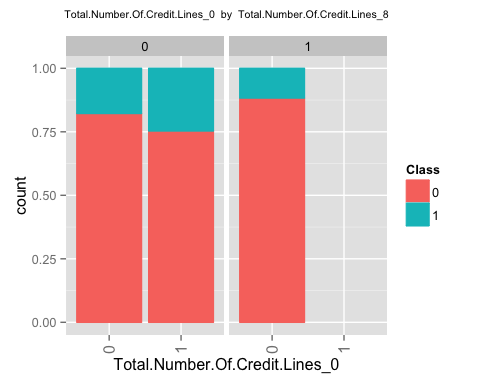 Total.Number.Of.Credit.Lines_0 by Total.Number.Of.Credit.Lines_8
0 1
1.00
0.75
0.50
0.25
0.00
count
0 1 0 1
Total.Number.Of.Credit.Lines_0
Class
0
1